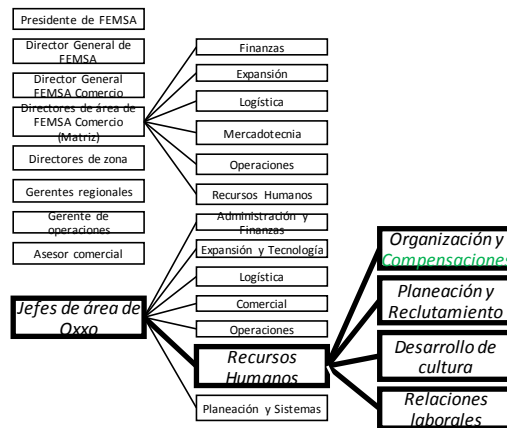 Presidente de FEMSA
Director General de
FEMSA
Director General
FEMSA Comercio
Directores de área de
FEMSA Comercio
(Matriz)
Directores de zona
Gerentes regionales
Gerente de
operaciones
Asesor comercial
Jefes de área de
Oxxo
Finanzas
Expansión
Logística
Mercadotecnia
Operaciones
Recursos Humanos
Administración y
Finanzas
Expansión y Tecnología
Logística
Comercial
Operaciones
Recursos
Humanos
Planeación y Sistemas
Organización y
Compensaciones
Planeación y
Reclutamiento
Desarrollo de
cultura
Relaciones
laborales